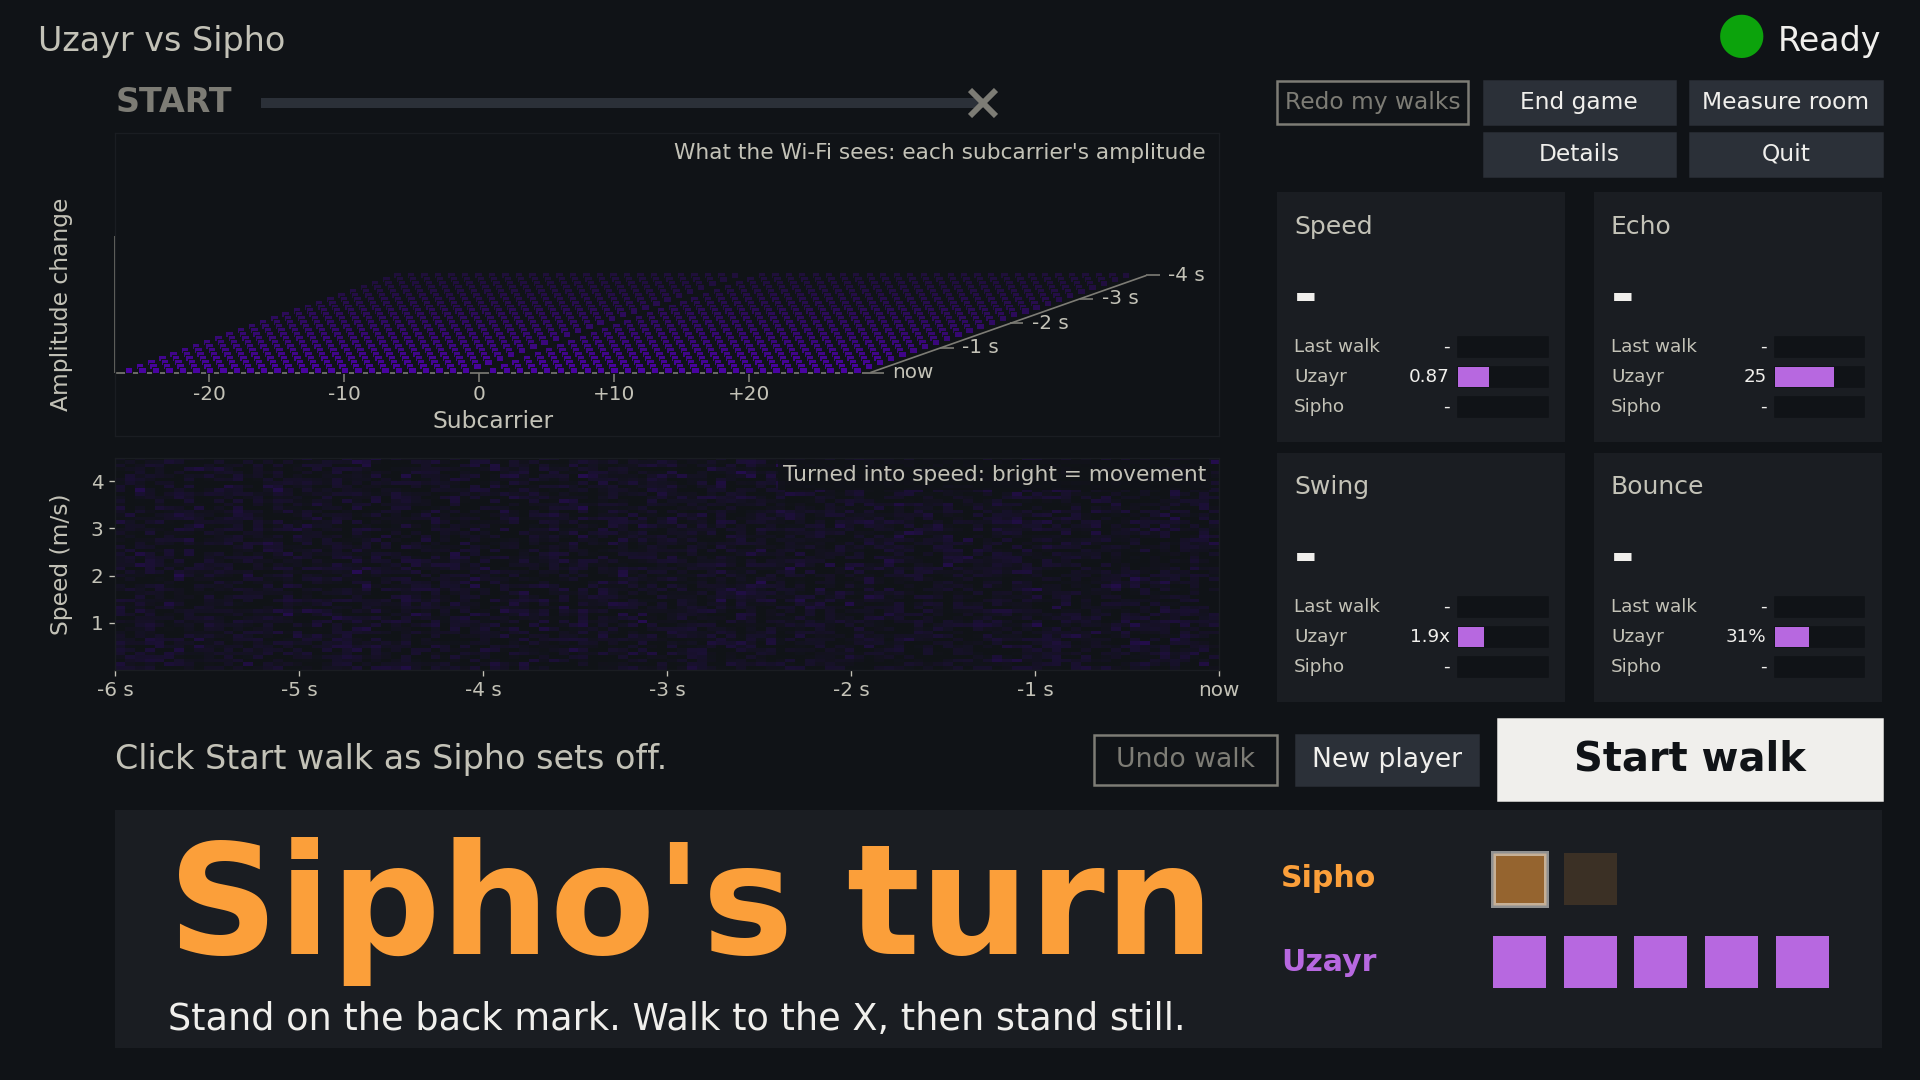 Uzayr vs Sipho
Ready
START
Redo my walks
End game
Measure room
Details
Quit
What the Wi-Fi sees: each subcarrier's amplitude
Amplitude change
-4 s
-3 s
-2 s
-1 s
now
-20
-10
0
+10
+20
Subcarrier
Turned into speed: bright = movement
Speed (m/s)
4
3
2
1
-6 s
-5 s
-4 s
-3 s
-2 s
-1 s
now
Speed
-
Last walk -
Uzayr 0.87
Sipho -
Echo
-
Last walk -
Uzayr 25
Sipho -
Swing
-
Last walk -
Uzayr 1.9x
Sipho -
Bounce
-
Last walk -
Uzayr 31%
Sipho -
Click Start walk as Sipho sets off.
Undo walk
New player
Start walk
Sipho's turn
Stand on the back mark. Walk to the X, then stand still.
Sipho
Uzayr